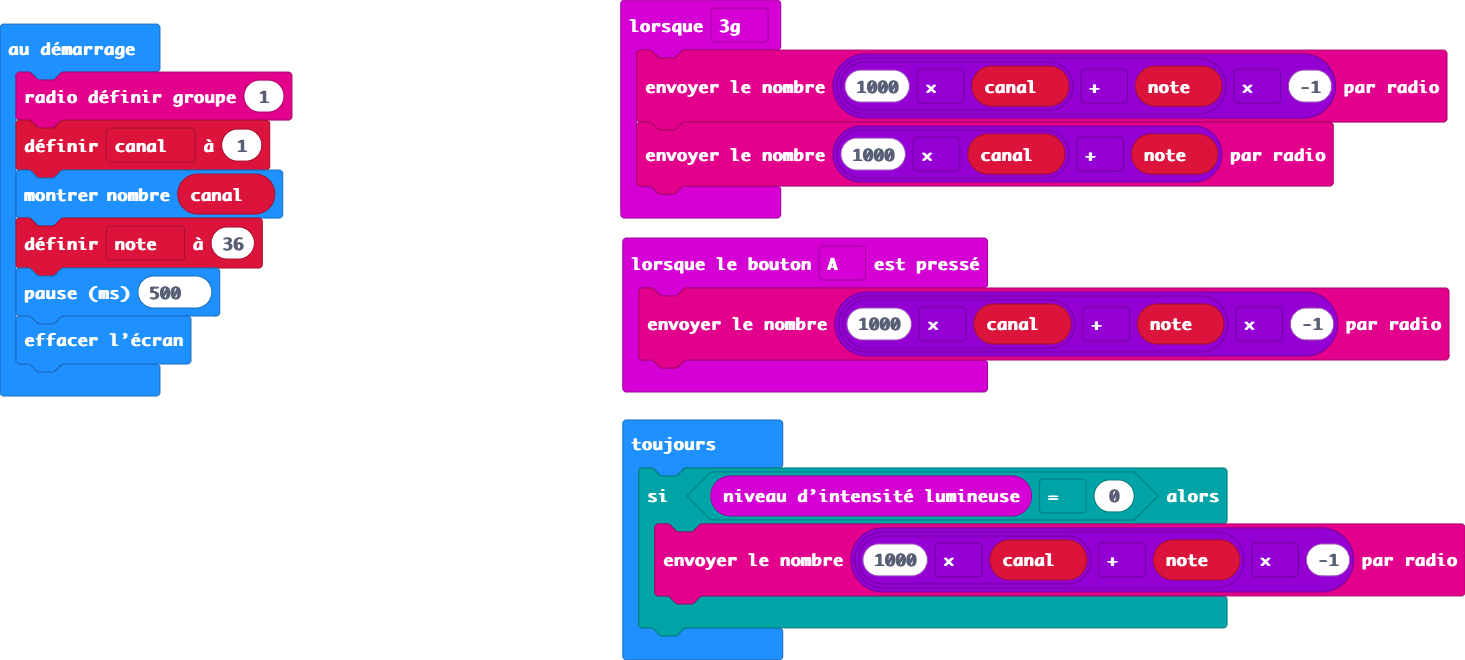 au démarrage
radio définir groupe 1
définir canal à 1
montrer nombre canal
définir note à 36
pause (ms) 500
effacer l'écran
lorsque 3g
envoyer le nombre 1000 x canal + note x -1 par radio
envoyer le nombre 1000 x canal + note par radio
lorsque le bouton A est pressé
envoyer le nombre 1000 x canal + note x -1 par radio
toujours
si niveau d'intensité lumineuse = 0 alors
envoyer le nombre 1000 x canal + note x -1 par radio